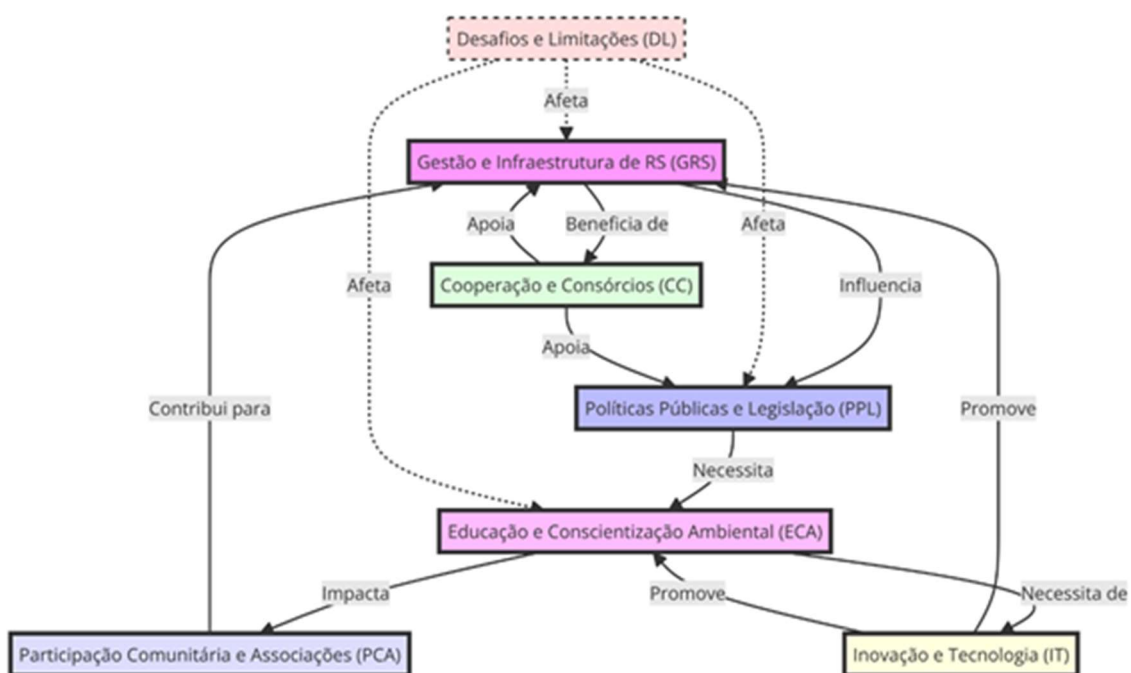 Desafios e Limitações (DL)
Afeta
Gestão e Infraestrutura de RS (GRS)
Apoia
Beneficia de
Afeta
Afeta
Cooperação e Consórcios (CC)
Influencia
Apoia
Contribui para
Políticas Públicas e Legislação (PPL)
Promove
Necessita
Educação e Conscientização Ambiental (ECA)
Impacta
Promove
Necessita de
Participação Comunitária e Associações (PCA)
Inovação e Tecnologia (IT)